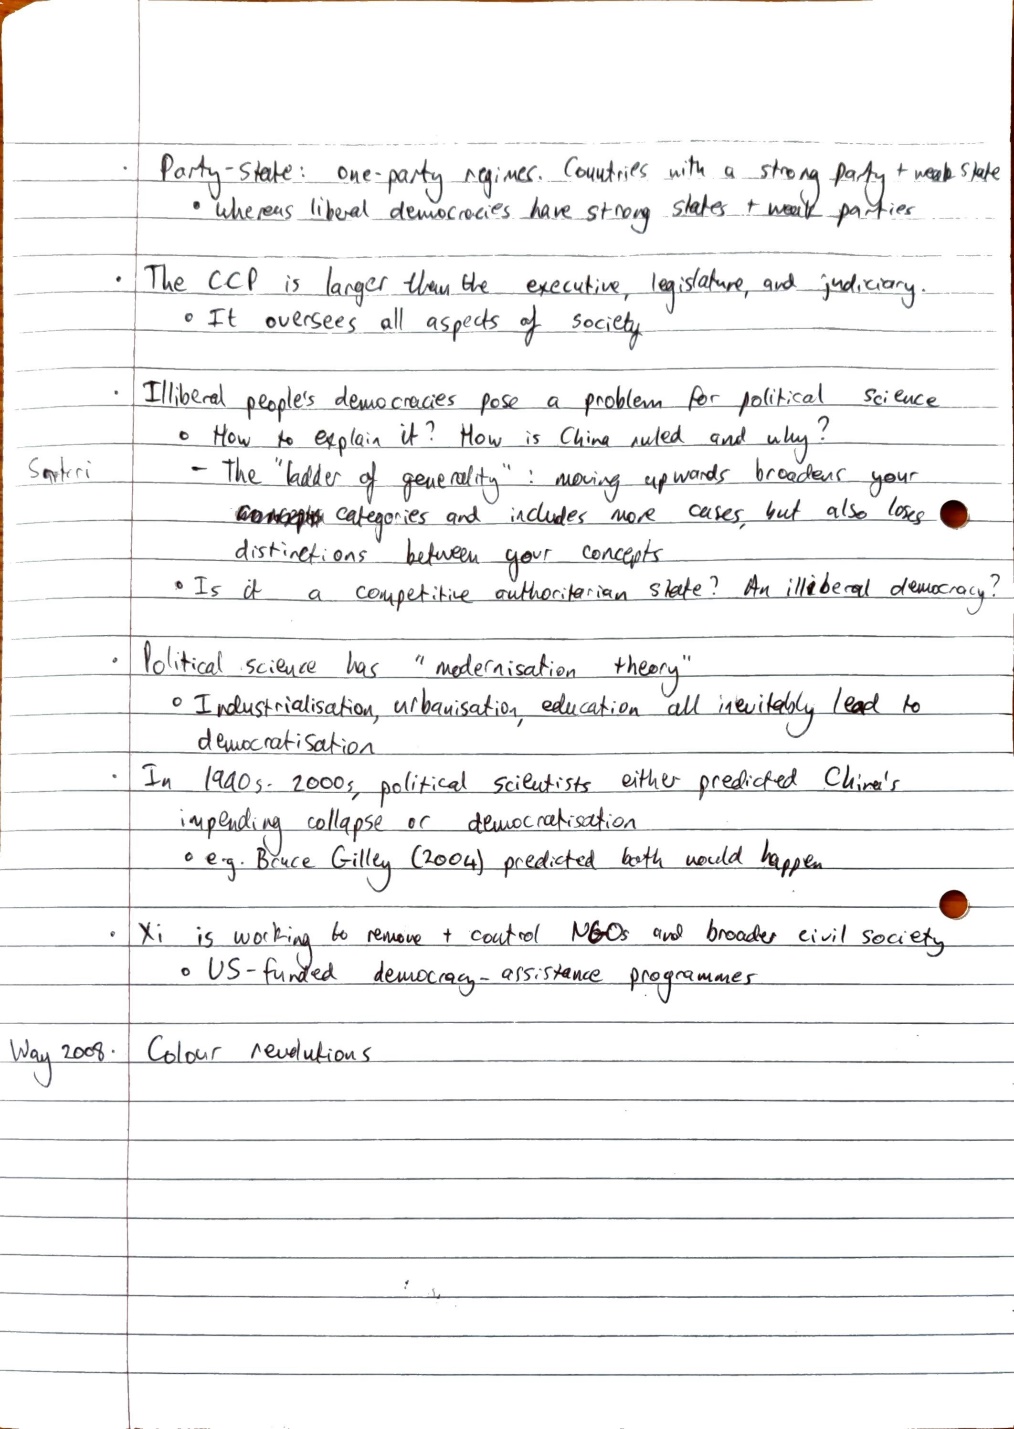 · Party-State: one-party regimes. Countries with a strong party + weak state
• whereas liberal democracies have strong states + weak parties
· The CCP is larger than the executive, legislature, and judiciary.
∘ It oversees all aspects of society
· Illiberal people's democracies pose a problem for political science
∘ How to explain it? How is China ruled and why?
Sartori – The "ladder of generality": moving upwards broadens your
categories and includes more cases, but also loses
distinctions between your concepts
∘ Is it a competitive authoritarian state? An illiberal democracy?
· Political science has "modernisation theory"
∘ Industrialisation, urbanisation, education all inevitably lead to
democratisation
· In 1990s-2000s, political scientists either predicted China's
impending collapse or democratisation
∘ e.g. Bruce Gilley (2004) predicted both would happen
· Xi is working to remove + control NGOs and broader civil society
∘ US-funded democracy-assistance programmes
Way 2008 · Colour revolutions